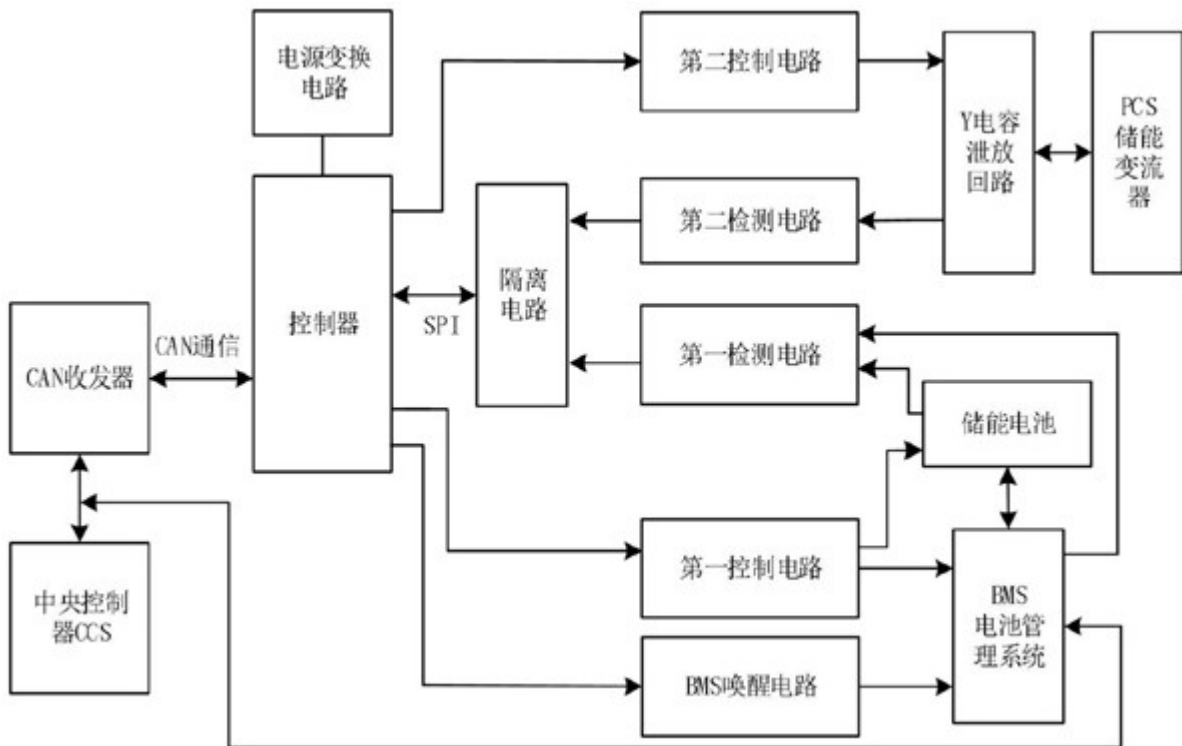 电源变换
电路
第二控制电路
Y电容
泄放
回路
PCS
储能
变流
器
第二检测电路
隔离
电路
控制器
SPI
CAN通信
CAN收发器
第一检测电路
储能电池
第一控制电路
BMS
电池管
理系统
中央控制
器CCS
BMS唤醒电路